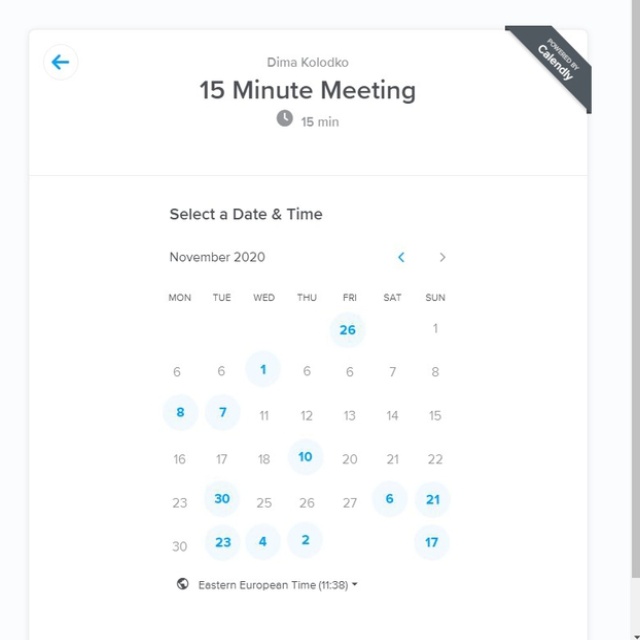 POWERED BY
Calendly
Dima Kolodko
15 Minute Meeting
15 min
Select a Date & Time
November 2020
MON TUE WED THU FRI SAT SUN
26 1
6 6 1 6 6 7 8
8 7 11 12 13 14 15
16 17 18 10 20 21 22
23 30 25 26 27 6 21
30 23 4 2 17
Eastern European Time (11:38)